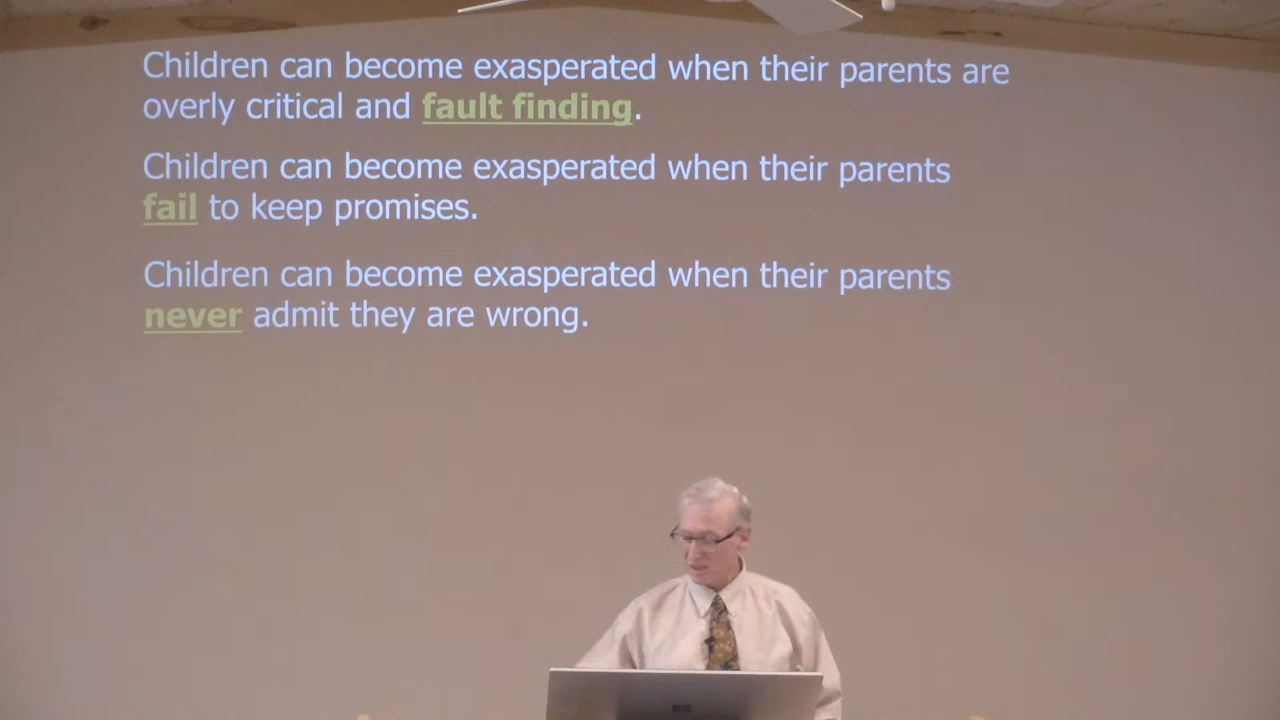 Children can become exasperated when their parents are
overly critical and fault finding.
Children can become exasperated when their parents
fail to keep promises.
Children can become exasperated when their parents
never admit they are wrong.